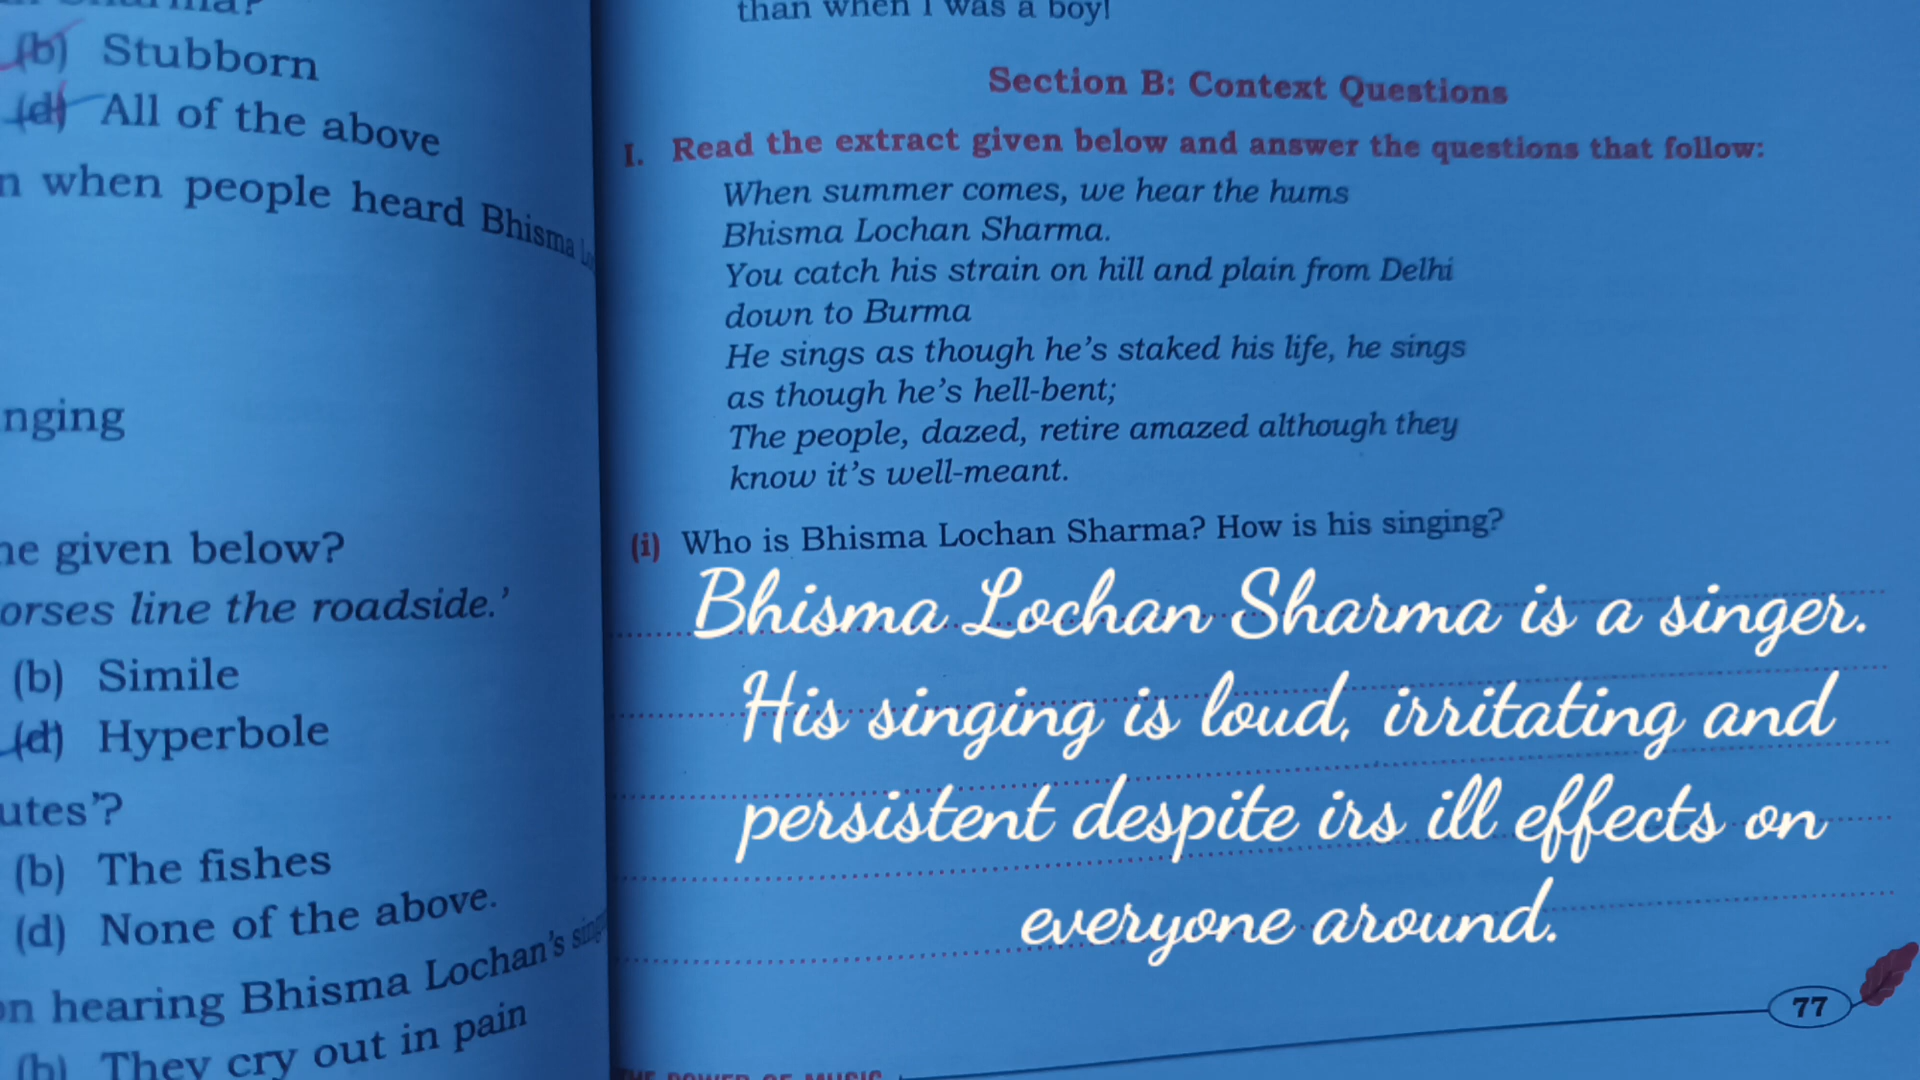 (b) Stubborn
(d) All of the above
n when people heard Bhisma
nging
given below?
orses line the roadside.'
(b) Simile
(d) Hyperbole
utes'?
(b) The fishes
(d) None of the above.
on hearing Bhisma Lochan's
(b) They cry out in pain
than when I was a boy!
Section B: Context Questions
I. Read the extract given below and answer the questions that follow:
When summer comes, we hear the hums
Bhisma Lochan Sharma.
You catch his strain on hill and plain from Delhi
down to Burma
He sings as though he's staked his life, he sings
as though he's hell-bent;
The people, dazed, retire amazed although they
know it's well-meant.
(i) Who is Bhisma Lochan Sharma? How is his singing?
Bhisma Lochan Sharma is a singer.
His singing is loud, irritating and
persistent despite irs ill effects on
everyone around.
77
THE POWER OF MUSIC